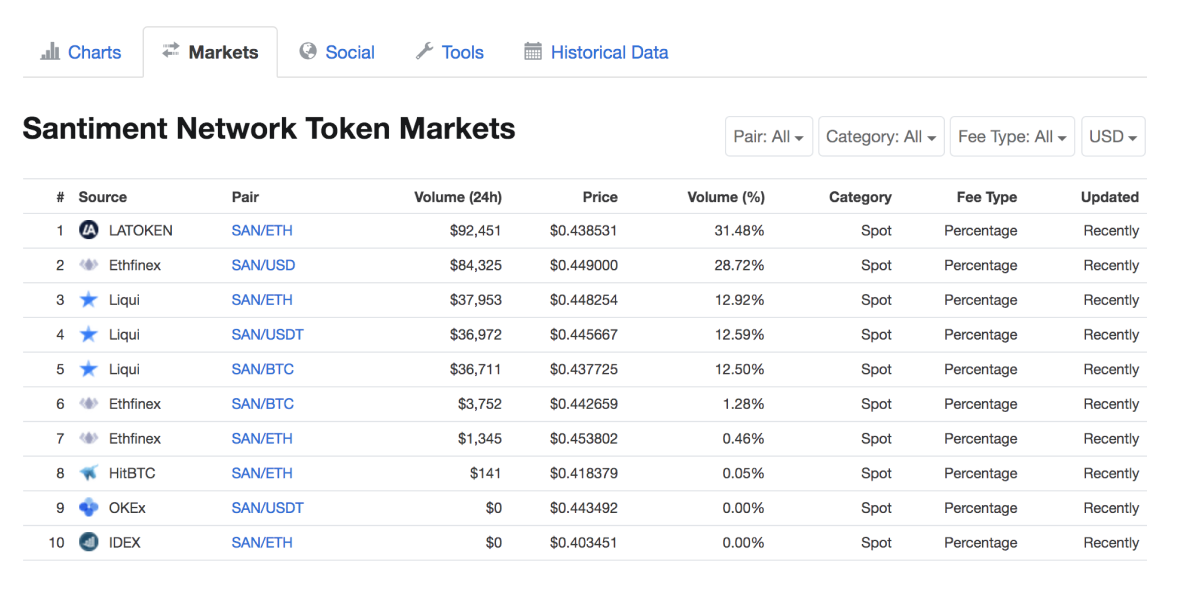 Charts Markets Social Tools Historical Data
Santiment Network Token Markets
Pair: All Category: All Fee Type: All USD
# Source Pair Volume (24h) Price Volume (%) Category Fee Type Updated
1 LATOKEN SAN/ETH $92,451 $0.438531 31.48% Spot Percentage Recently
2 Ethfinex SAN/USD $84,325 $0.449000 28.72% Spot Percentage Recently
3 Liqui SAN/ETH $37,953 $0.448254 12.92% Spot Percentage Recently
4 Liqui SAN/USDT $36,972 $0.445667 12.59% Spot Percentage Recently
5 Liqui SAN/BTC $36,711 $0.437725 12.50% Spot Percentage Recently
6 Ethfinex SAN/BTC $3,752 $0.442659 1.28% Spot Percentage Recently
7 Ethfinex SAN/ETH $1,345 $0.453802 0.46% Spot Percentage Recently
8 HitBTC SAN/ETH $141 $0.418379 0.05% Spot Percentage Recently
9 OKEx SAN/USDT $0 $0.443492 0.00% Spot Percentage Recently
10 IDEX SAN/ETH $0 $0.403451 0.00% Spot Percentage Recently